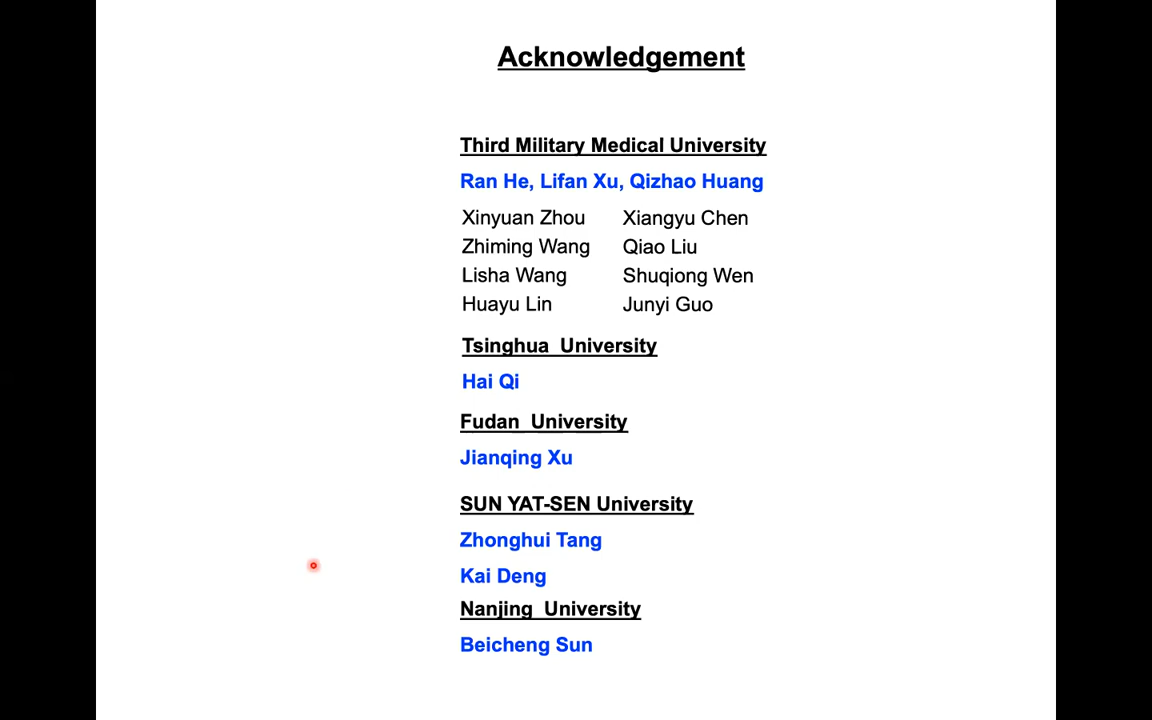 Acknowledgement
Third Military Medical University
Ran He, Lifan Xu, Qizhao Huang
Xinyuan Zhou Xiangyu Chen
Zhiming Wang Qiao Liu
Lisha Wang Shuqiong Wen
Huayu Lin Junyi Guo
Tsinghua University
Hai Qi
Fudan University
Jianqing Xu
SUN YAT-SEN University
Zhonghui Tang
Kai Deng
Nanjing University
Beicheng Sun